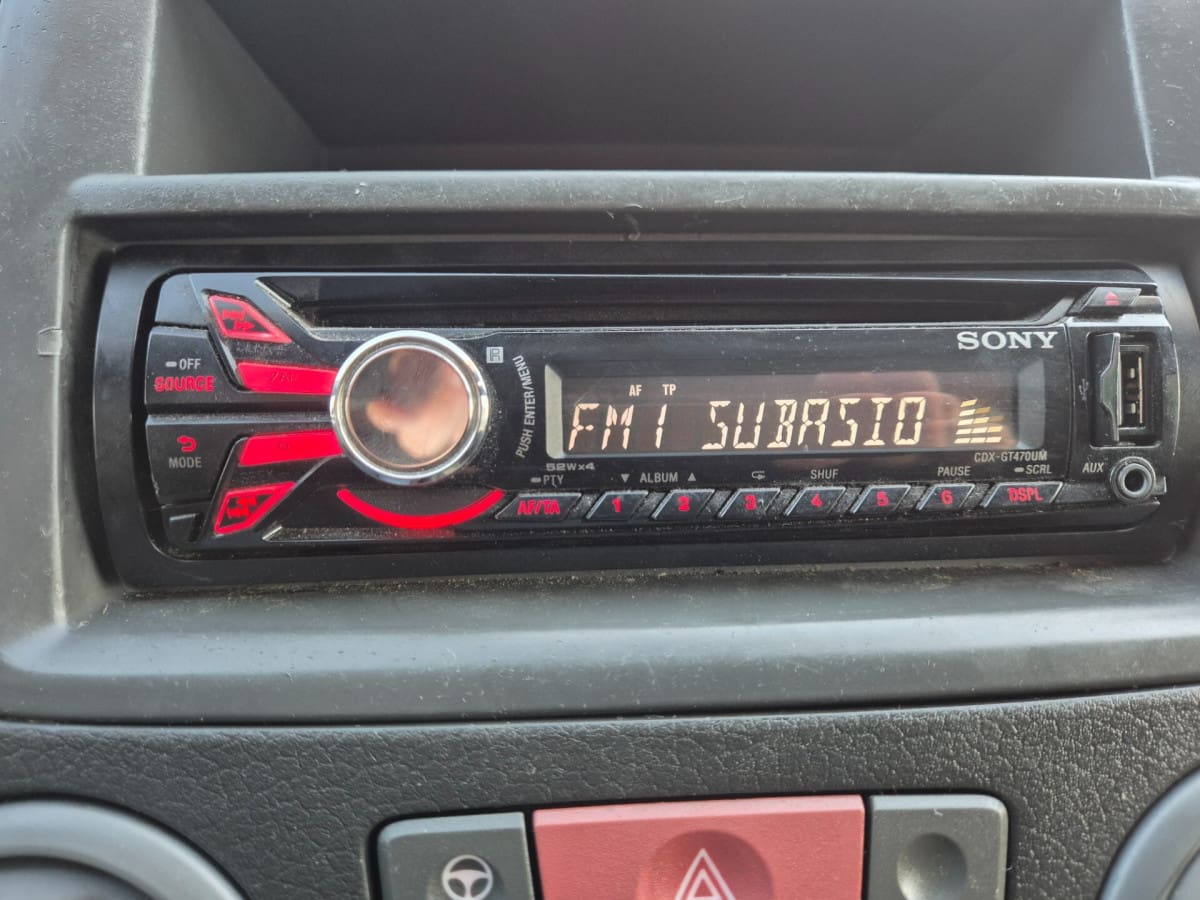 SONY
OFF
SOURCE
MODE
PUSH ENTER/MENU
AF TP
FM1 SUBASIO
CDX-GT470UM
52W×4
PTY
▼ ALBUM ▲
SHUF
PAUSE
SCRL
AUX
AF/TA 1 2 3 4 5 6 DSPL